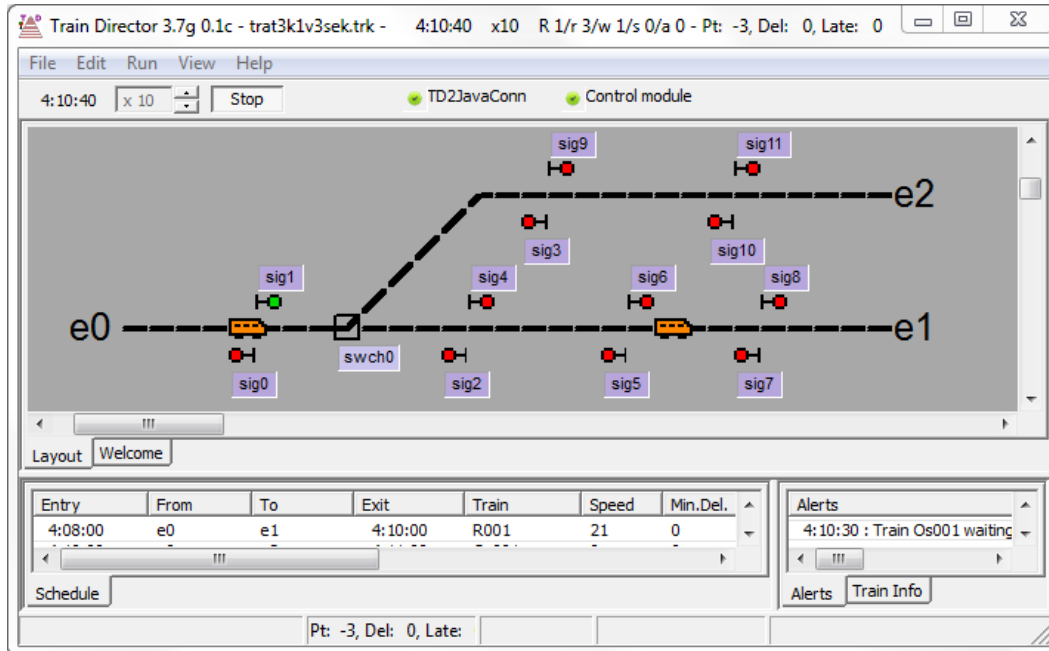 Train Director 3.7g 0.1c - trat3k1v3sek.trk - 4:10:40 x10 R 1/r 3/w 1/s 0/a 0 - Pt: -3, Del: 0, Late: 0
File Edit Run View Help
4:10:40 x 10 Stop TD2JavaConn Control module
sig9 sig11
e2
sig3 sig10
sig1 sig4 sig6 sig8
e0 e1
swch0
sig0 sig2 sig5 sig7
Layout Welcome
Entry From To Exit Train Speed Min.Del. Alerts
4:08:00 e0 e1 4:10:00 R001 21 0 4:10:30 : Train Os001 waiting
Schedule Alerts Train Info
Pt: -3, Del: 0, Late: